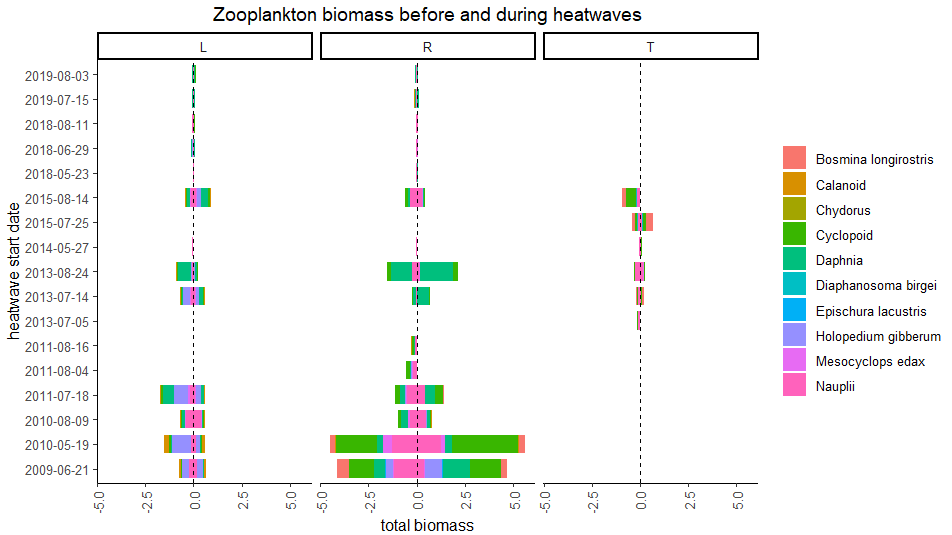 Zooplankton biomass before and during heatwaves
L R T
2019-08-03
2019-07-15
2018-08-11
2018-06-29
2018-05-23
2015-08-14
2015-07-25
2014-05-27
2013-08-24
2013-07-14
2013-07-05
2011-08-16
2011-08-04
2011-07-18
2010-08-09
2010-05-19
2009-06-21
heatwave start date
-5.0 -2.5 0.0 2.5 5.0 -5.0 -2.5 0.0 2.5 5.0 -5.0 -2.5 0.0 2.5 5.0
total biomass
Bosmina longirostris
Calanoid
Chydorus
Cyclopoid
Daphnia
Diaphanosoma birgei
Epischura lacustris
Holopedium gibberum
Mesocyclops edax
Nauplii